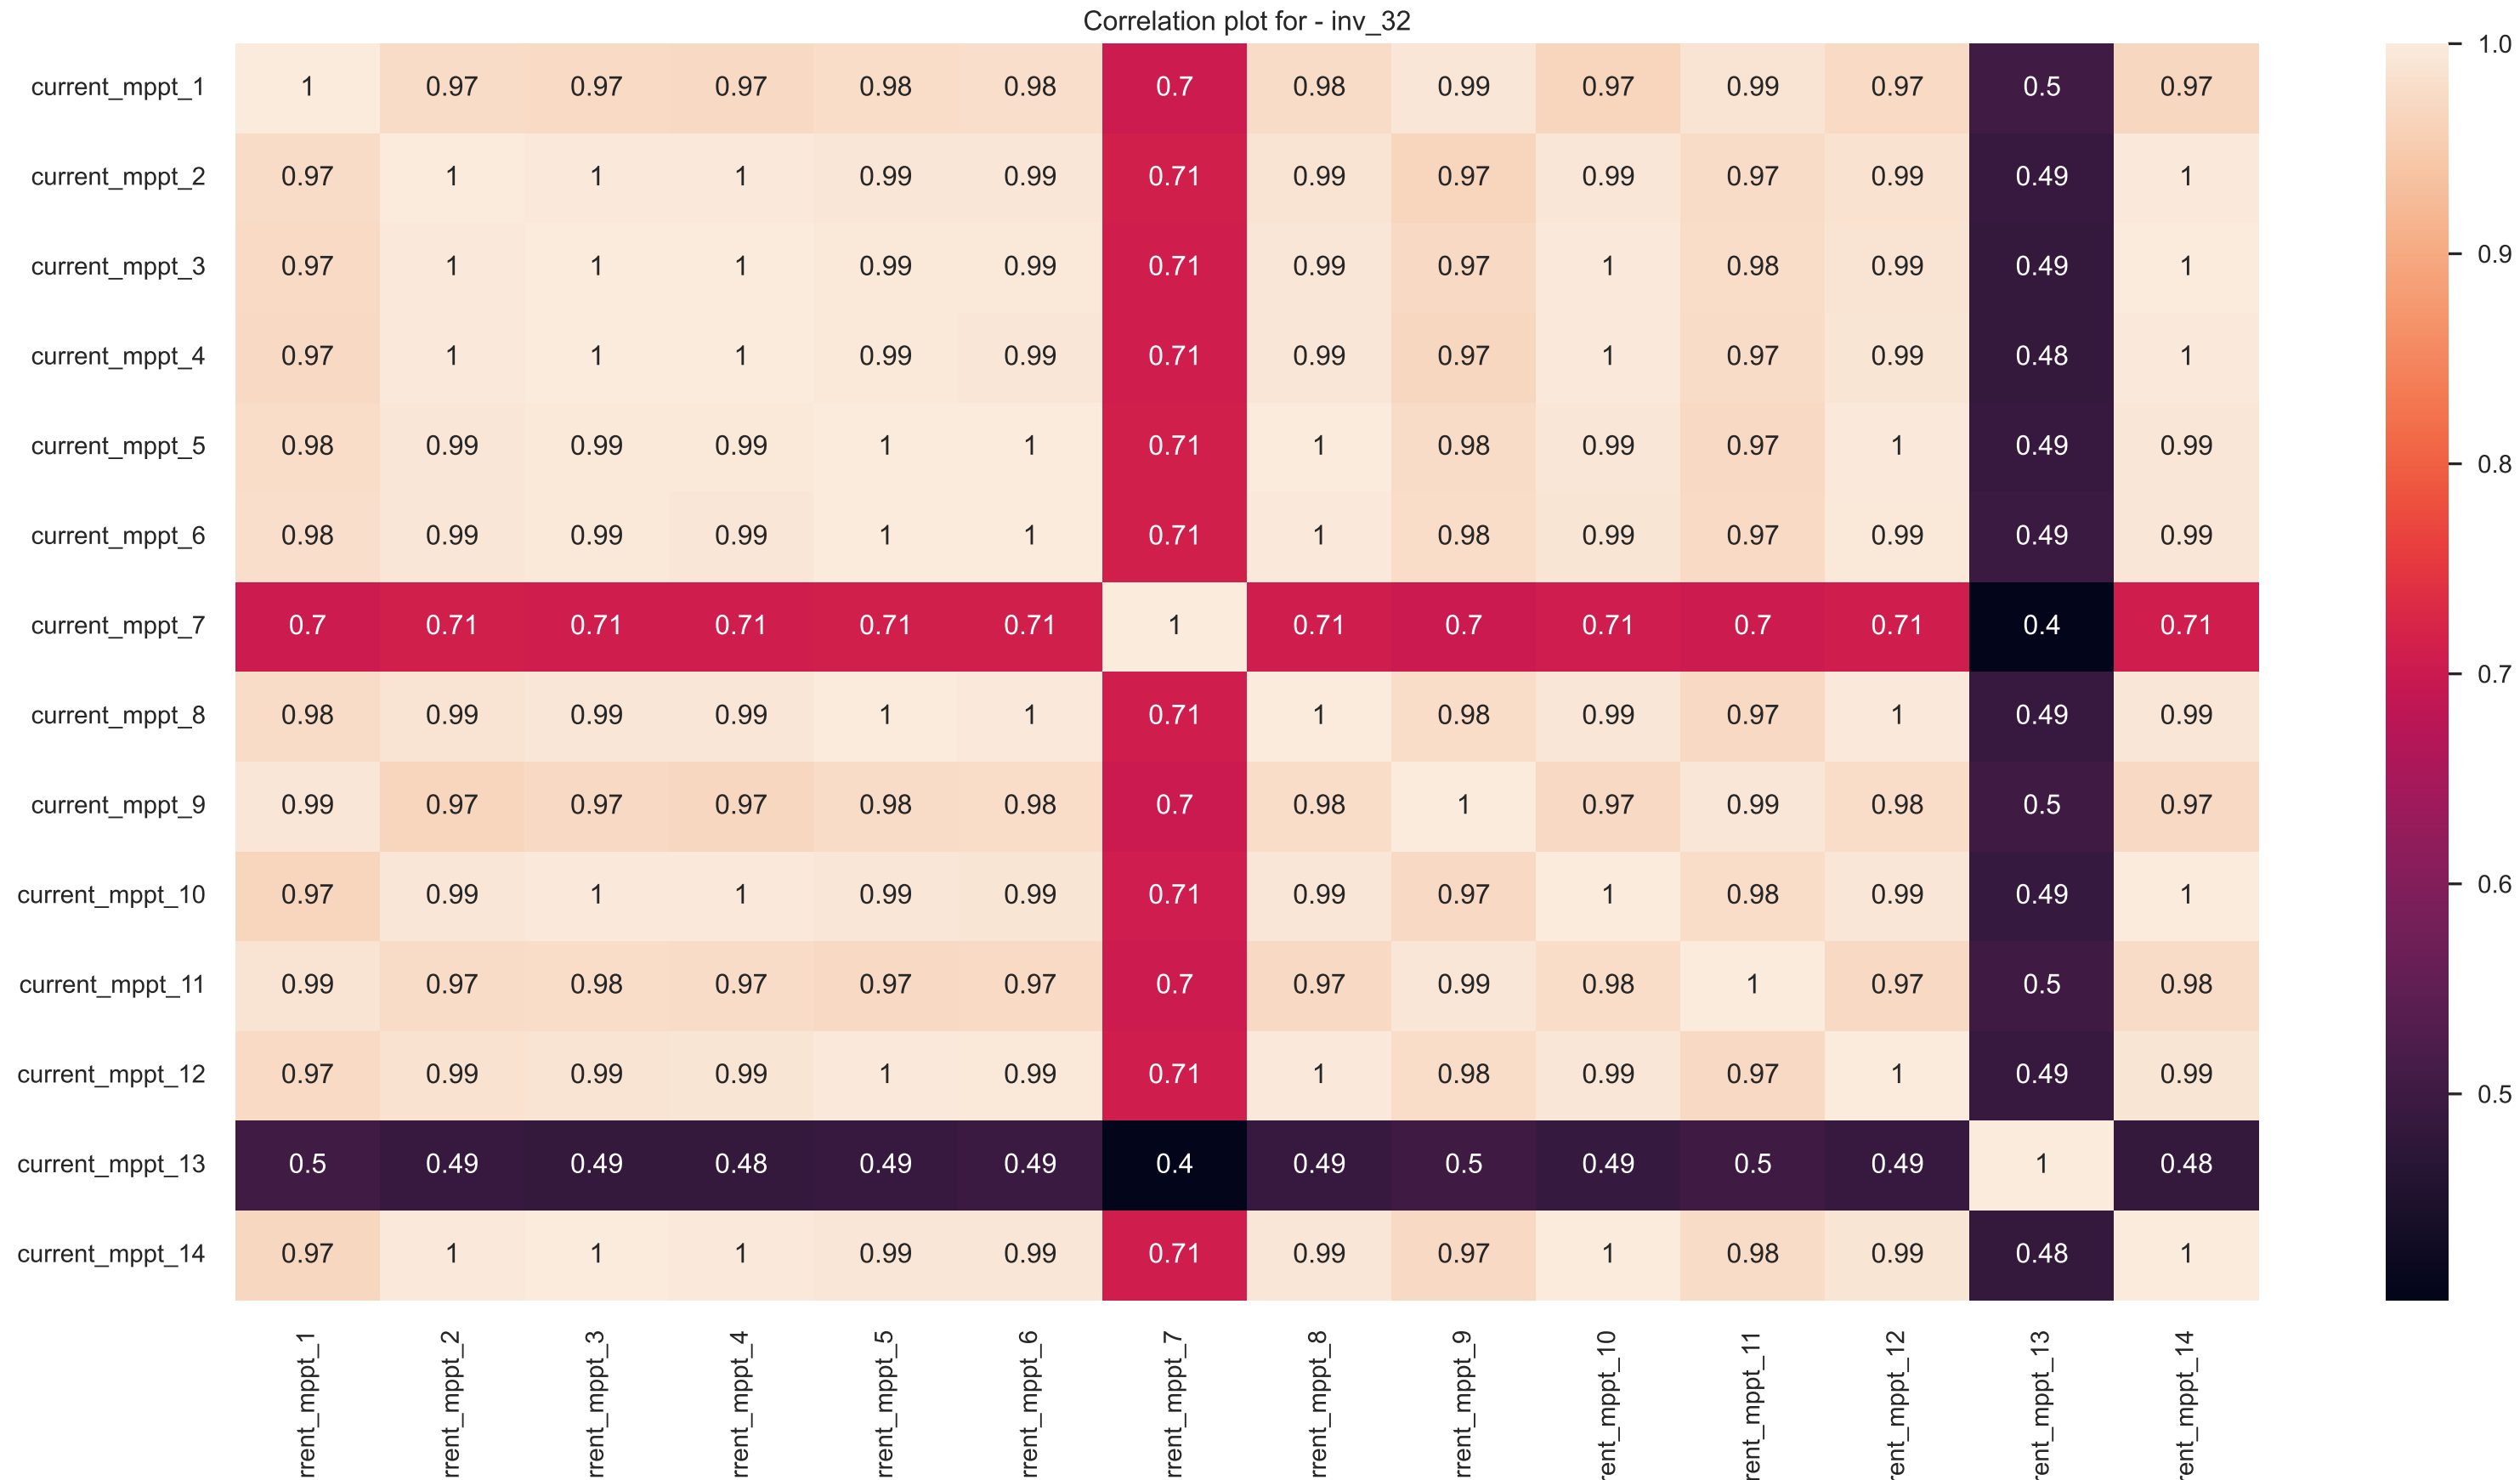 Correlation plot for - inv_32
current_mppt_1 1 0.97 0.97 0.97 0.98 0.98 0.7 0.98 0.99 0.97 0.99 0.97 0.5 0.97
current_mppt_2 0.97 1 1 1 0.99 0.99 0.71 0.99 0.97 0.99 0.97 0.99 0.49 1
current_mppt_3 0.97 1 1 1 0.99 0.99 0.71 0.99 0.97 1 0.98 0.99 0.49 1
current_mppt_4 0.97 1 1 1 0.99 0.99 0.71 0.99 0.97 1 0.97 0.99 0.48 1
current_mppt_5 0.98 0.99 0.99 0.99 1 1 0.71 1 0.98 0.99 0.97 1 0.49 0.99
current_mppt_6 0.98 0.99 0.99 0.99 1 1 0.71 1 0.98 0.99 0.97 0.99 0.49 0.99
current_mppt_7 0.7 0.71 0.71 0.71 0.71 0.71 1 0.71 0.7 0.71 0.7 0.71 0.4 0.71
current_mppt_8 0.98 0.99 0.99 0.99 1 1 0.71 1 0.98 0.99 0.97 1 0.49 0.99
current_mppt_9 0.99 0.97 0.97 0.97 0.98 0.98 0.7 0.98 1 0.97 0.99 0.98 0.5 0.97
current_mppt_10 0.97 0.99 1 1 0.99 0.99 0.71 0.99 0.97 1 0.98 0.99 0.49 1
current_mppt_11 0.99 0.97 0.98 0.97 0.97 0.97 0.7 0.97 0.99 0.98 1 0.97 0.5 0.98
current_mppt_12 0.97 0.99 0.99 0.99 1 0.99 0.71 1 0.98 0.99 0.97 1 0.49 0.99
current_mppt_13 0.5 0.49 0.49 0.48 0.49 0.49 0.4 0.49 0.5 0.49 0.5 0.49 1 0.48
current_mppt_14 0.97 1 1 1 0.99 0.99 0.71 0.99 0.97 1 0.98 0.99 0.48 1
rrent_mppt_1
rrent_mppt_2
rrent_mppt_3
rrent_mppt_4
rrent_mppt_5
rrent_mppt_6
rrent_mppt_7
rrent_mppt_8
rrent_mppt_9
rent_mppt_10
rent_mppt_11
rent_mppt_12
rent_mppt_13
rent_mppt_14
1.0
0.9
0.8
0.7
0.6
0.5